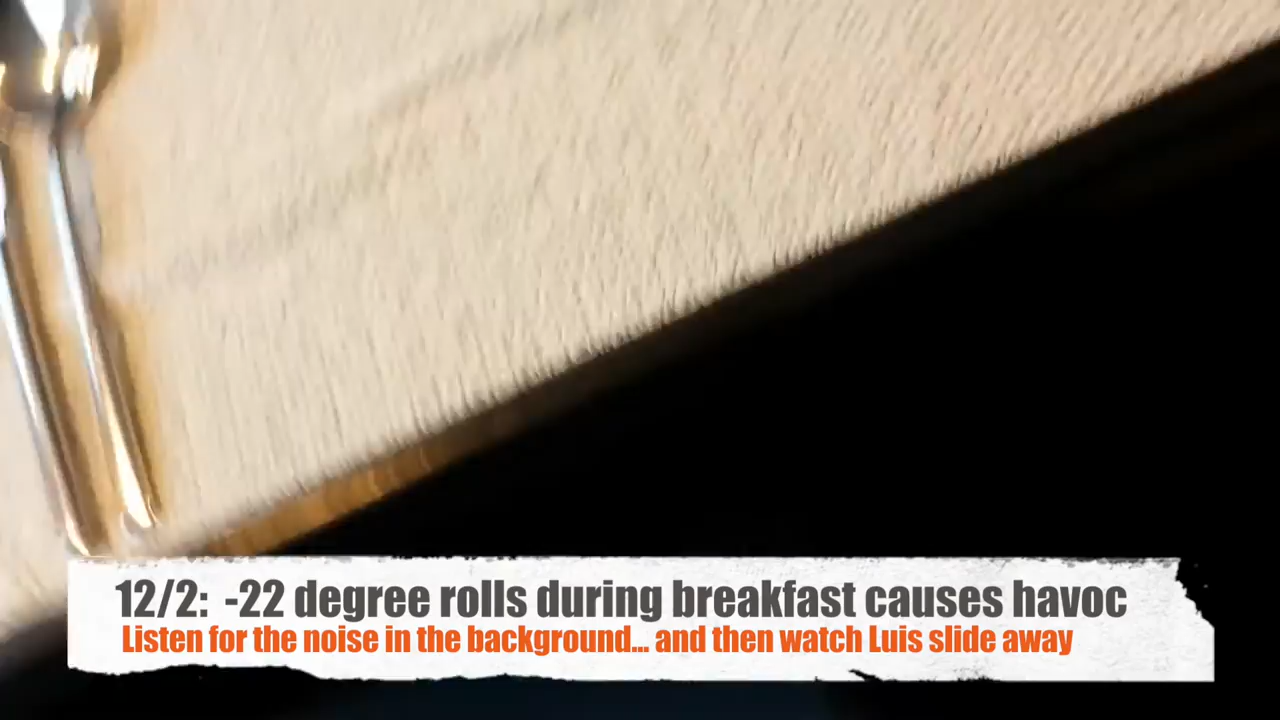 12/2: -22 degree rolls during breakfast causes havoc
Listen for the noise in the background... and then watch Luis slide away